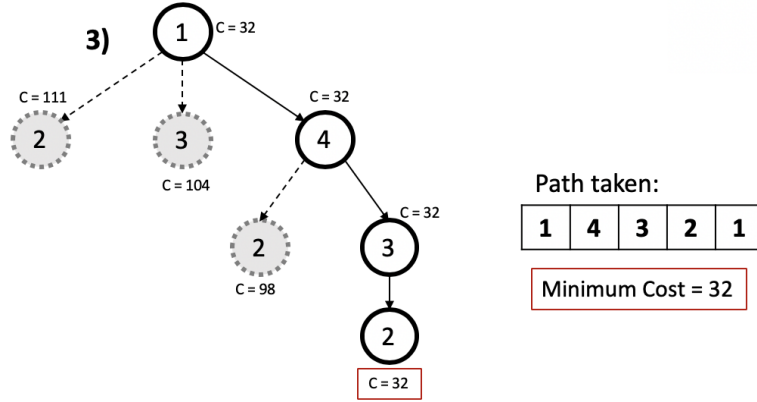 3)
1
C = 32
C = 111
C = 32
2
3
4
C = 104
C = 32
2
3
C = 98
2
C = 32
Path taken:
1 4 3 2 1
Minimum Cost = 32